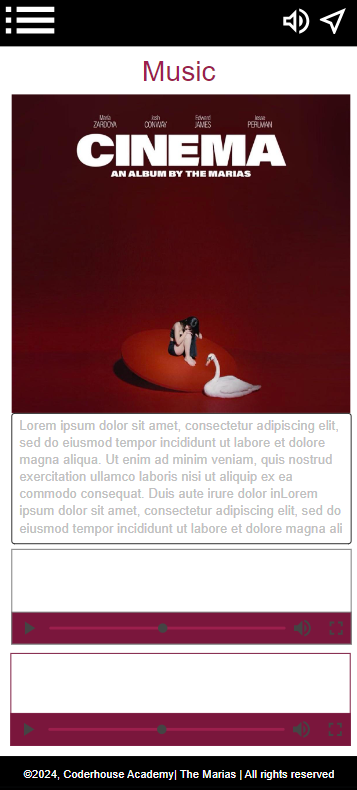 Music
María Josh Edward Jesse
ZARDOYA CONWAY JAMES PERLMAN
CINEMA
AN ALBUM BY THE MARIAS
Lorem ipsum dolor sit amet, consectetur adipiscing elit,
sed do eiusmod tempor incididunt ut labore et dolore
magna aliqua. Ut enim ad minim veniam, quis nostrud
exercitation ullamco laboris nisi ut aliquip ex ea
commodo consequat. Duis aute irure dolor inLorem
ipsum dolor sit amet, consectetur adipiscing elit, sed do
eiusmod tempor incididunt ut labore et dolore magna ali
©2024, Coderhouse Academy| The Marias | All rights reserved